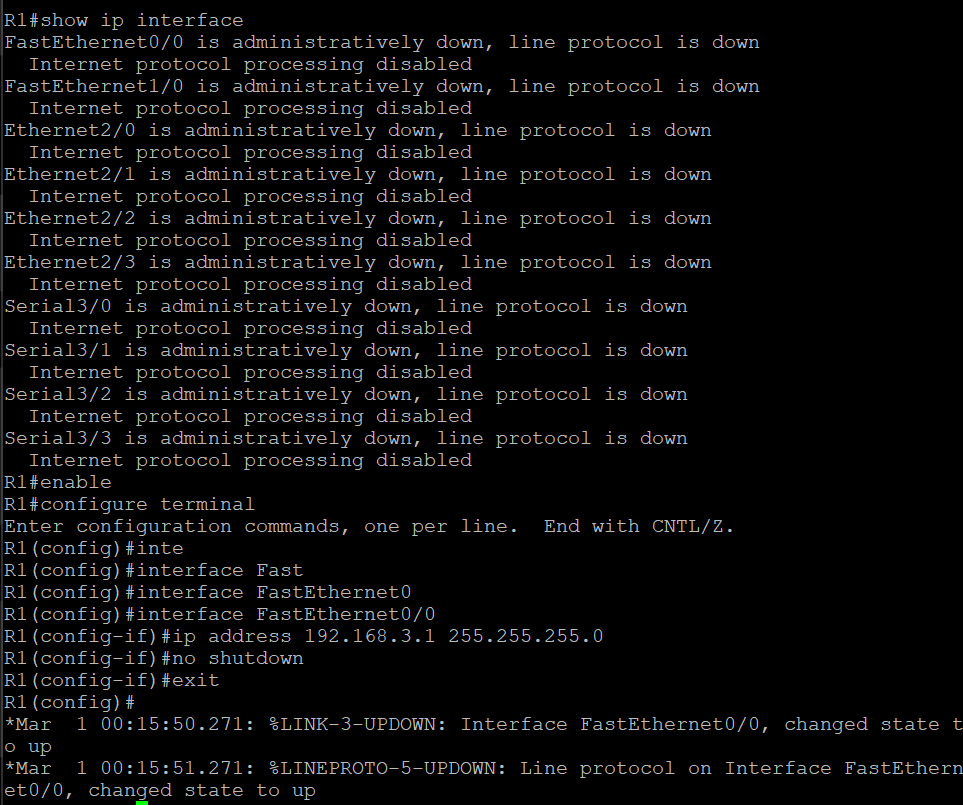 R1#show ip interface
FastEthernet0/0 is administratively down, line protocol is down
  Internet protocol processing disabled
FastEthernet1/0 is administratively down, line protocol is down
  Internet protocol processing disabled
Ethernet2/0 is administratively down, line protocol is down
  Internet protocol processing disabled
Ethernet2/1 is administratively down, line protocol is down
  Internet protocol processing disabled
Ethernet2/2 is administratively down, line protocol is down
  Internet protocol processing disabled
Ethernet2/3 is administratively down, line protocol is down
  Internet protocol processing disabled
Serial3/0 is administratively down, line protocol is down
  Internet protocol processing disabled
Serial3/1 is administratively down, line protocol is down
  Internet protocol processing disabled
Serial3/2 is administratively down, line protocol is down
  Internet protocol processing disabled
Serial3/3 is administratively down, line protocol is down
  Internet protocol processing disabled
R1#enable
R1#configure terminal
Enter configuration commands, one per line.  End with CNTL/Z.
R1(config)#inte
R1(config)#interface Fast
R1(config)#interface FastEthernet0
R1(config)#interface FastEthernet0/0
R1(config-if)#ip address 192.168.3.1 255.255.255.0
R1(config-if)#no shutdown
R1(config-if)#exit
R1(config)#
*Mar  1 00:15:50.271: %LINK-3-UPDOWN: Interface FastEthernet0/0, changed state t
o up
*Mar  1 00:15:51.271: %LINEPROTO-5-UPDOWN: Line protocol on Interface FastEthern
et0/0, changed state to up